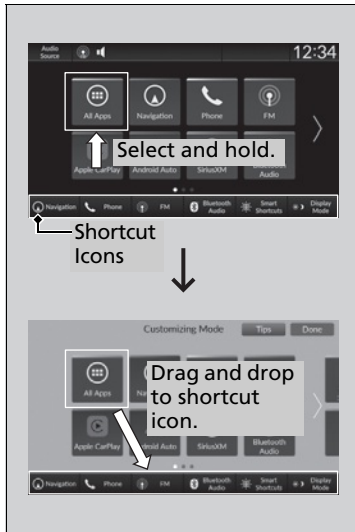 Audio Source
12:34
All Apps
Navigation
Phone
FM
Select and hold.
Apple CarPlay
Android Auto
SiriusXM
Audio
Navigation
Phone
FM
Bluetooth Audio
Smart Shortcuts
Display Mode
Shortcut
Icons
Customizing Mode
Tips
Done
All Apps
Drag and drop
to shortcut
icon.
Apple CarPlay
Android Auto
SiriusXM
Bluetooth
Audio
Navigation
Phone
FM
Bluetooth Audio
Smart Shortcuts
Display Mode